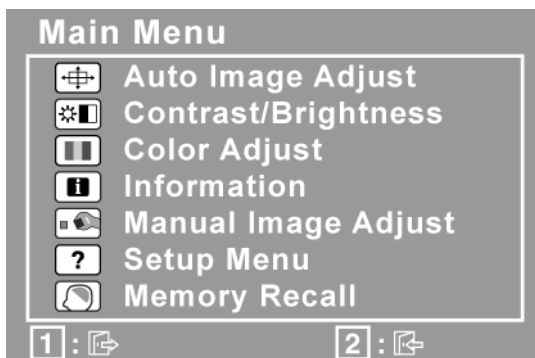 Main Menu
Auto Image Adjust
Contrast/Brightness
Color Adjust
Information
Manual Image Adjust
Setup Menu
Memory Recall
1 : 2 :